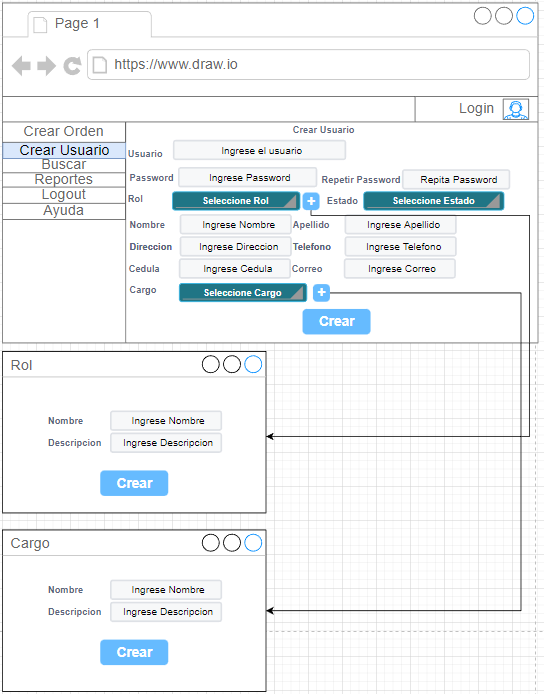 Page 1
https://www.draw.io
Login
Crear Orden
Crear Usuario
Buscar
Reportes
Logout
Ayuda
Crear Usuario
Usuario Ingrese el usuario
Password Ingrese Password Repetir Password Repita Password
Rol Seleccione Rol + Estado Seleccione Estado
Nombre Ingrese Nombre Apellido Ingrese Apellido
Direccion Ingrese Direccion Telefono Ingrese Telefono
Cedula Ingrese Cedula Correo Ingrese Correo
Cargo Seleccione Cargo +
Crear
Rol
Nombre Ingrese Nombre
Descripcion Ingrese Descripcion
Crear
Cargo
Nombre Ingrese Nombre
Descripcion Ingrese Descripcion
Crear